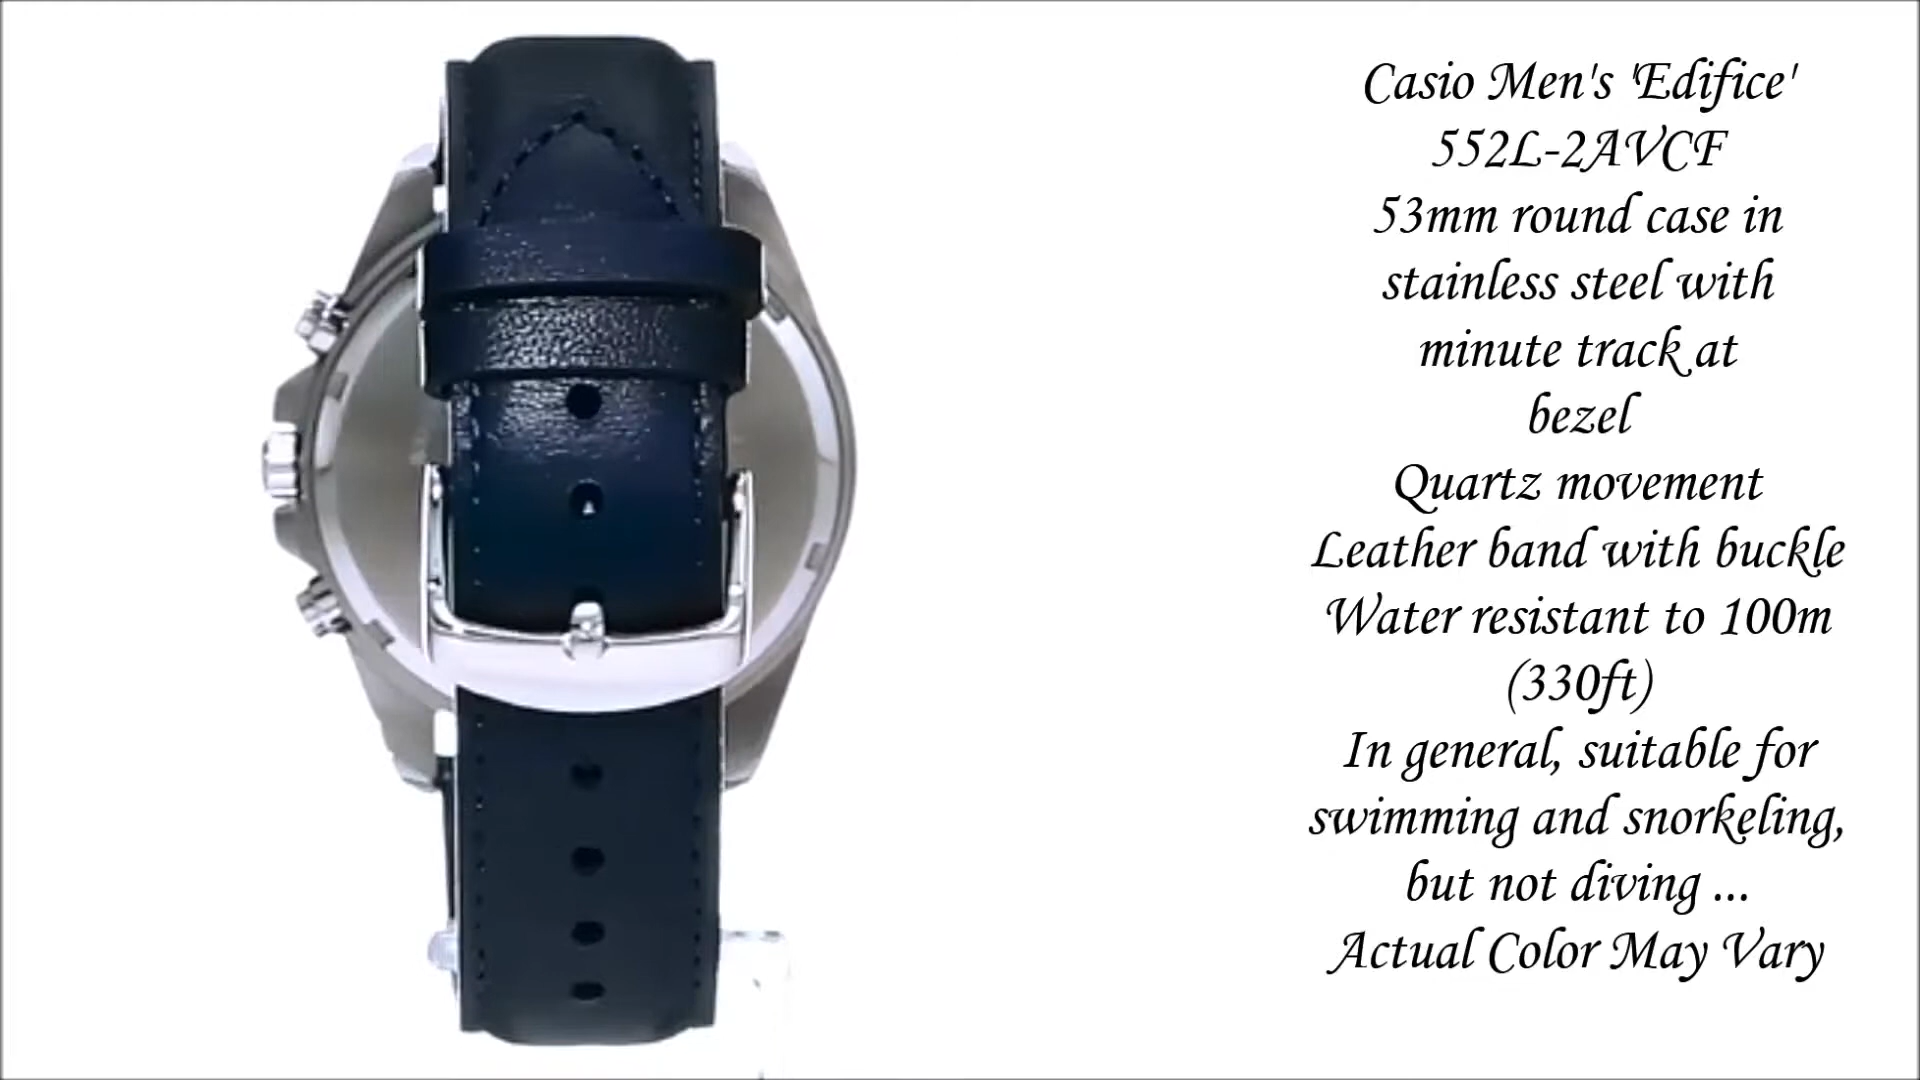 Casio Men's 'Edifice'
552L-2AVCF
53mm round case in
stainless steel with
minute track at
bezel
Quartz movement
Leather band with buckle
Water resistant to 100m
(330ft)
In general, suitable for
swimming and snorkeling,
but not diving ...
Actual Color May Vary